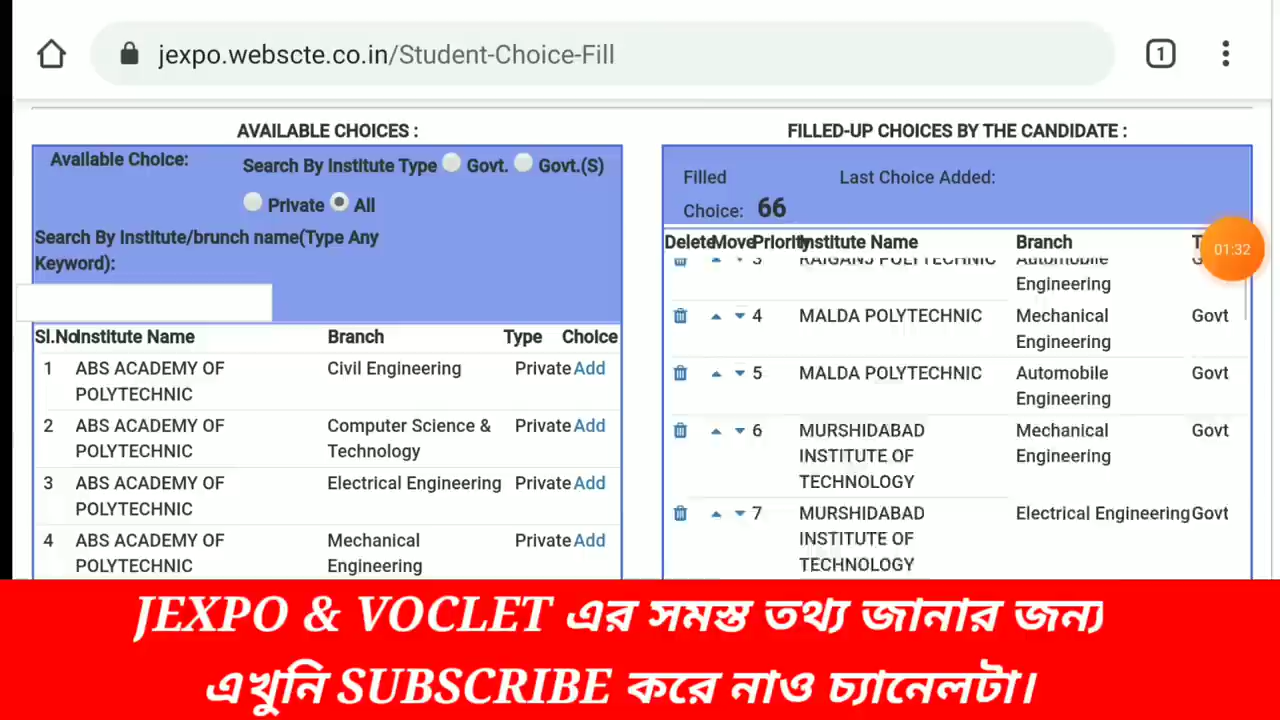 jexpo.webscte.co.in/Student-Choice-Fill
1
AVAILABLE CHOICES :
Available Choice:
Search By Institute Type Govt. Govt.(S)
Private All
Search By Institute/brunch name(Type Any
Keyword):
Sl.No Institute Name Branch Type Choice
1 ABS ACADEMY OF Civil Engineering Private Add
POLYTECHNIC
2 ABS ACADEMY OF Computer Science & Private Add
POLYTECHNIC Technology
3 ABS ACADEMY OF Electrical Engineering Private Add
POLYTECHNIC
4 ABS ACADEMY OF Mechanical Private Add
POLYTECHNIC Engineering
FILLED-UP CHOICES BY THE CANDIDATE :
Filled Last Choice Added:
Choice: 66
Delete Move Priority Institute Name Branch
01:32
3 RAIGANJ POLYTECHNIC Automobile
Engineering
4 MALDA POLYTECHNIC Mechanical Govt
Engineering
5 MALDA POLYTECHNIC Automobile Govt
Engineering
6 MURSHIDABAD Mechanical Govt
INSTITUTE OF Engineering
TECHNOLOGY
7 MURSHIDABAD Electrical Engineering Govt
INSTITUTE OF
TECHNOLOGY
JEXPO & VOCLET এর সমস্ত তথ্য জানার জন্য
এখুনি SUBSCRIBE করে নাও চ্যানেলটা।